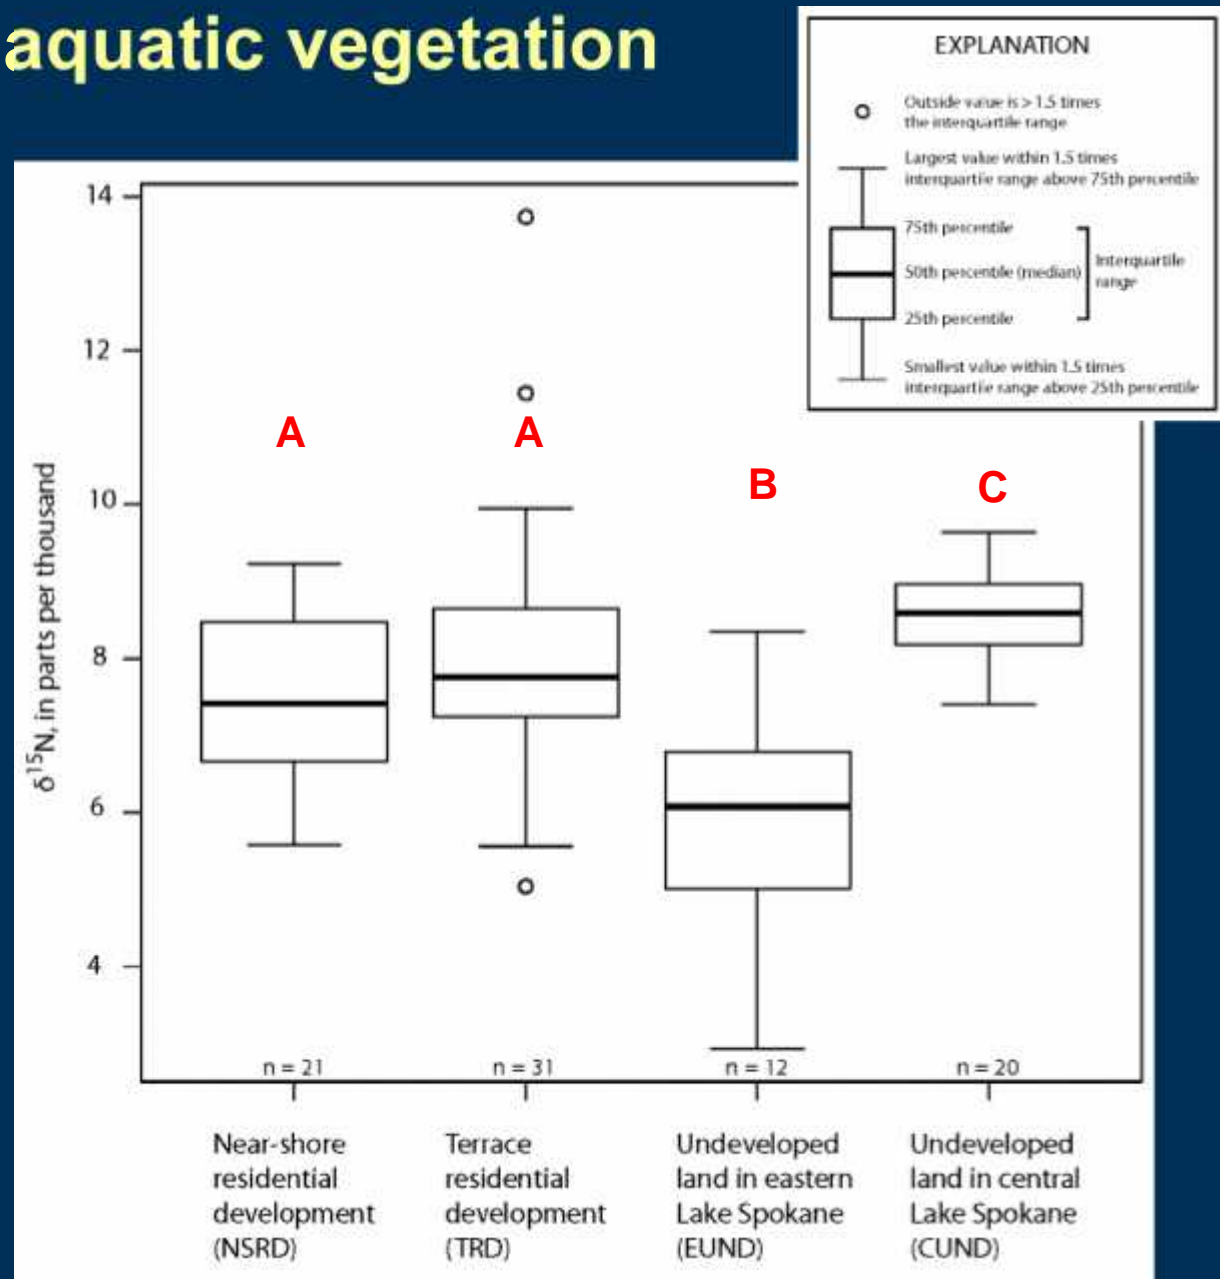 aquatic vegetation
EXPLANATION
Outside value is > 1.5 times
the interquartile range
Largest value within 1.5 times
interquartile range above 75th percentile
75th percentile
50th percentile (median)
Interquartile
range
25th percentile
Smallest value within 1.5 times
interquartile range above 25th percentile
14
12
10
8
6
4
δ15N, in parts per thousand
A
A
B
C
n = 21
n = 31
n = 12
n = 20
Near-shore
residential
development
(NSRD)
Terrace
residential
development
(TRD)
Undeveloped
land in eastern
Lake Spokane
(EUND)
Undeveloped
land in central
Lake Spokane
(CUND)